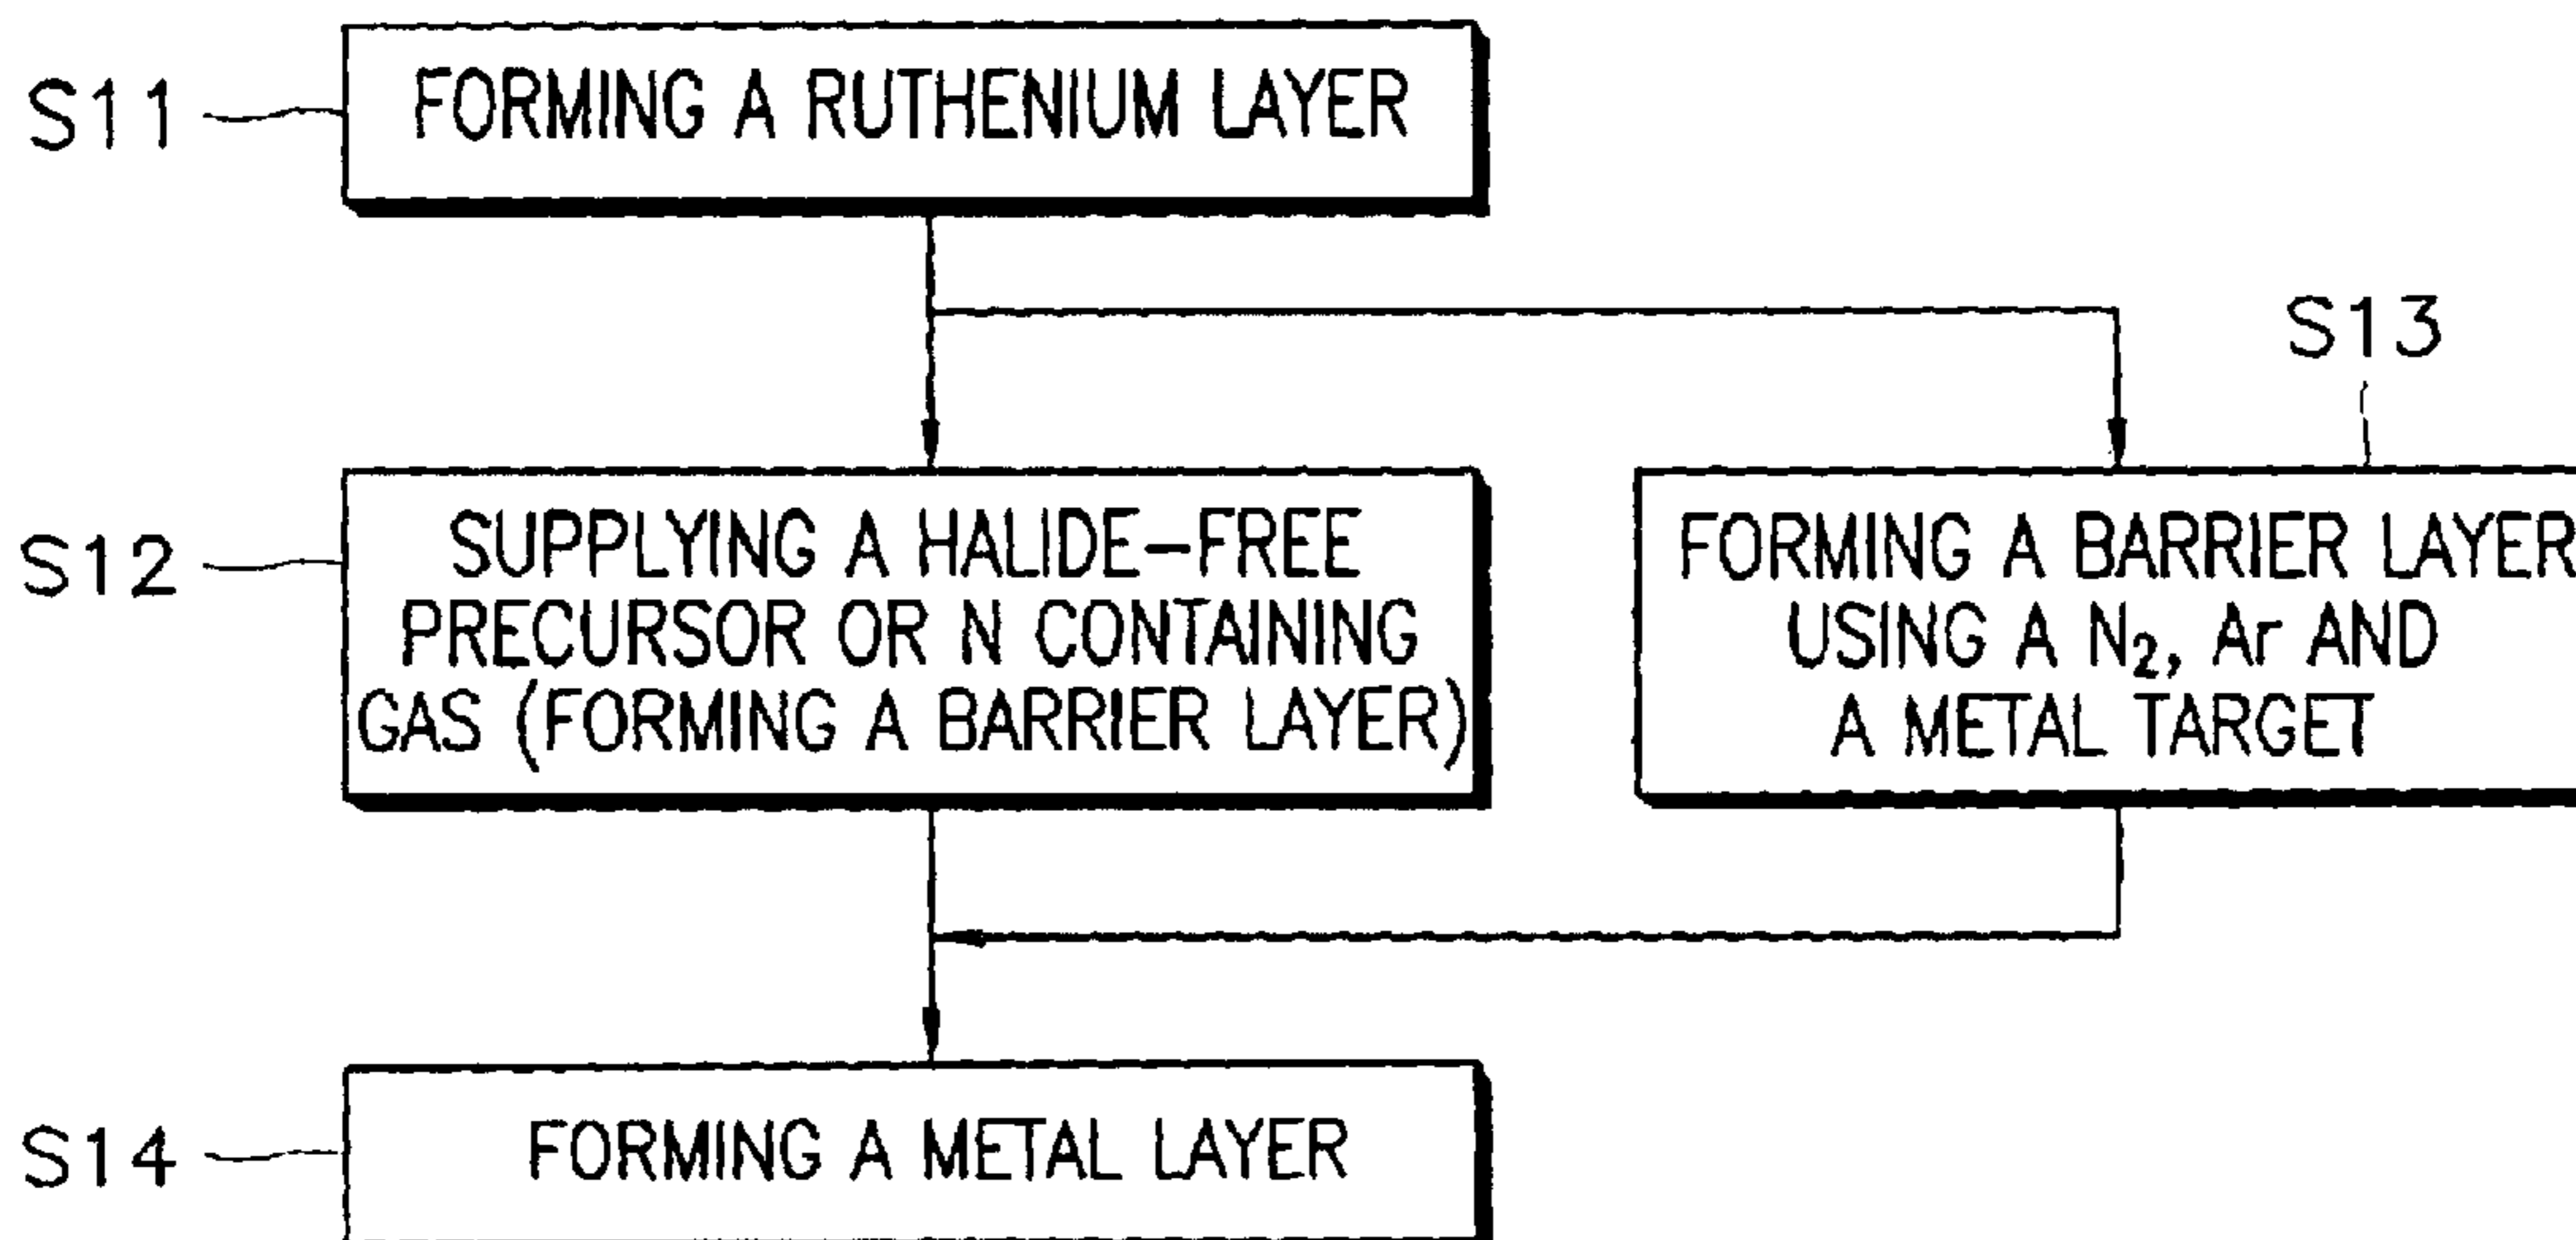 S11
FORMING A RUTHENIUM LAYER
S13
S12
SUPPLYING A HALIDE-FREE
PRECURSOR OR N CONTAINING
GAS (FORMING A BARRIER LAYER)
FORMING A BARRIER LAYER
USING A N₂, Ar AND
A METAL TARGET
S14
FORMING A METAL LAYER